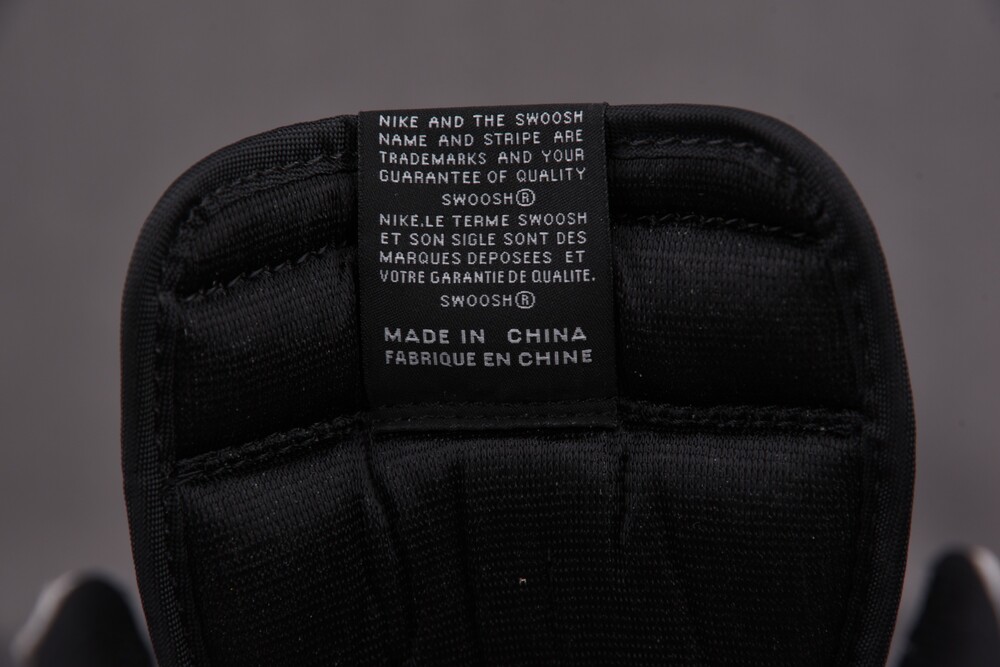 NIKE AND THE SWOOSH
NAME AND STRIPE ARE
TRADEMARKS AND YOUR
GUARANTEE OF QUALITY
SWOOSH®
NIKE.LE TERME SWOOSH
ET SON SIGLE SONT DES
MARQUES DEPOSEES ET
VOTRE GARANTIE DE QUALITE.
SWOOSH®
MADE IN CHINA
FABRIQUE EN CHINE